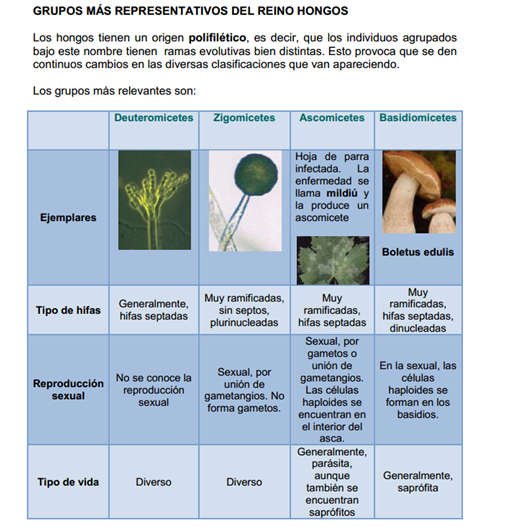 GRUPOS MÁS REPRESENTATIVOS DEL REINO HONGOS
Los hongos tienen un origen polifilético, es decir, que los individuos agrupados
bajo este nombre tienen ramas evolutivas bien distintas. Esto provoca que se den
continuos cambios en las diversas clasificaciones que van apareciendo.
Los grupos más relevantes son:
Deuteromicetes Zigomicetes Ascomicetes Basidiomicetes
Ejemplares
Hoja de parra
infectada. La
enfermedad se
llama mildiú y
la produce un
ascomicete
Boletus edulis
Tipo de hifas
Generalmente,
hifas septadas
Muy ramificadas,
sin septos,
plurinucleadas
Muy
ramificadas,
hifas septadas
Muy
ramificadas,
hifas septadas,
dinucleadas
Reproducción
sexual
No se conoce la
reproducción
sexual
Sexual, por
unión de
gametangios. No
forma gametos.
Sexual, por
gametos o
unión de
gametangios.
Las células
haploides se
encuentran en
el interior del
asca.
En la sexual, las
células
haploides se
forman en los
basidios.
Tipo de vida
Diverso
Diverso
Generalmente,
parásita,
aunque
también se
encuentran
saprófitos
Generalmente,
saprófita